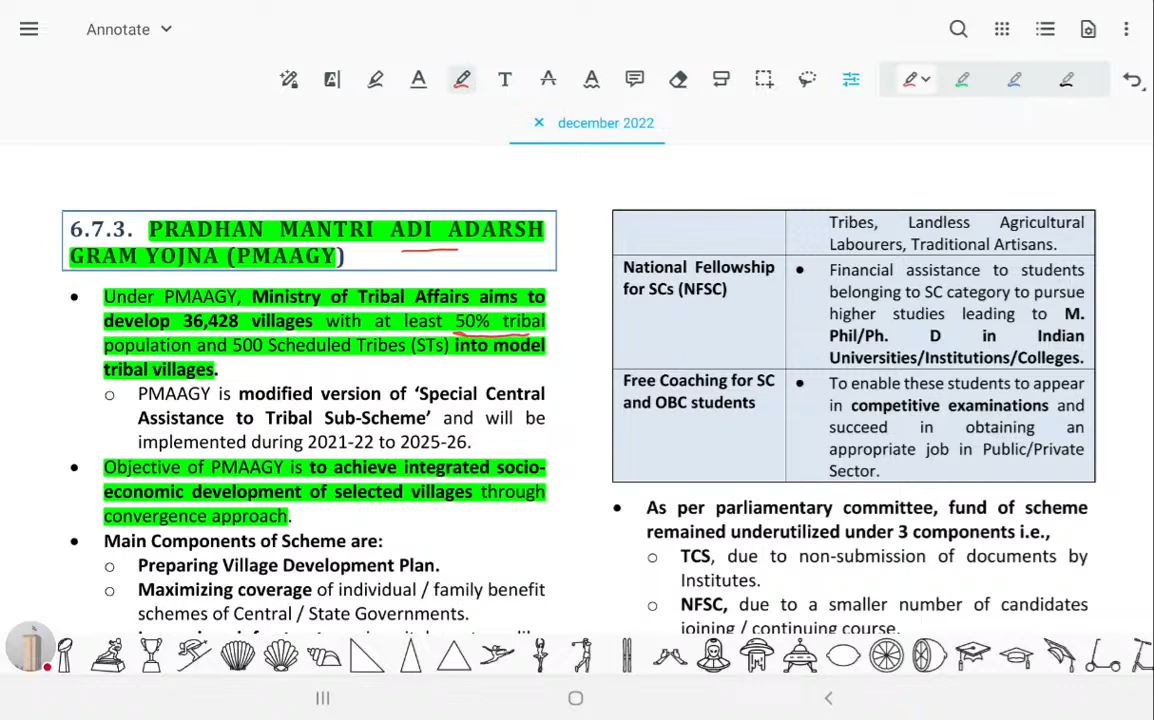 Annotate
december 2022
6.7.3. PRADHAN MANTRI ADI ADARSH
GRAM YOJNA (PMAAGY)
• Under PMAAGY, Ministry of Tribal Affairs aims to
develop 36,428 villages with at least 50% tribal
population and 500 Scheduled Tribes (STs) into model
tribal villages.
o PMAAGY is modified version of ‘Special Central
Assistance to Tribal Sub-Scheme’ and will be
implemented during 2021-22 to 2025-26.
• Objective of PMAAGY is to achieve integrated socio-
economic development of selected villages through
convergence approach.
• Main Components of Scheme are:
o Preparing Village Development Plan.
o Maximizing coverage of individual / family benefit
schemes of Central / State Governments.
Tribes, Landless Agricultural
Labourers, Traditional Artisans.
National Fellowship
for SCs (NFSC)
• Financial assistance to students
belonging to SC category to pursue
higher studies leading to M.
Phil/Ph. D in Indian
Universities/Institutions/Colleges.
Free Coaching for SC
and OBC students
• To enable these students to appear
in competitive examinations and
succeed in obtaining an
appropriate job in Public/Private
Sector.
• As per parliamentary committee, fund of scheme
remained underutilized under 3 components i.e.,
o TCS, due to non-submission of documents by
Institutes.
o NFSC, due to a smaller number of candidates
joining / continuing course.